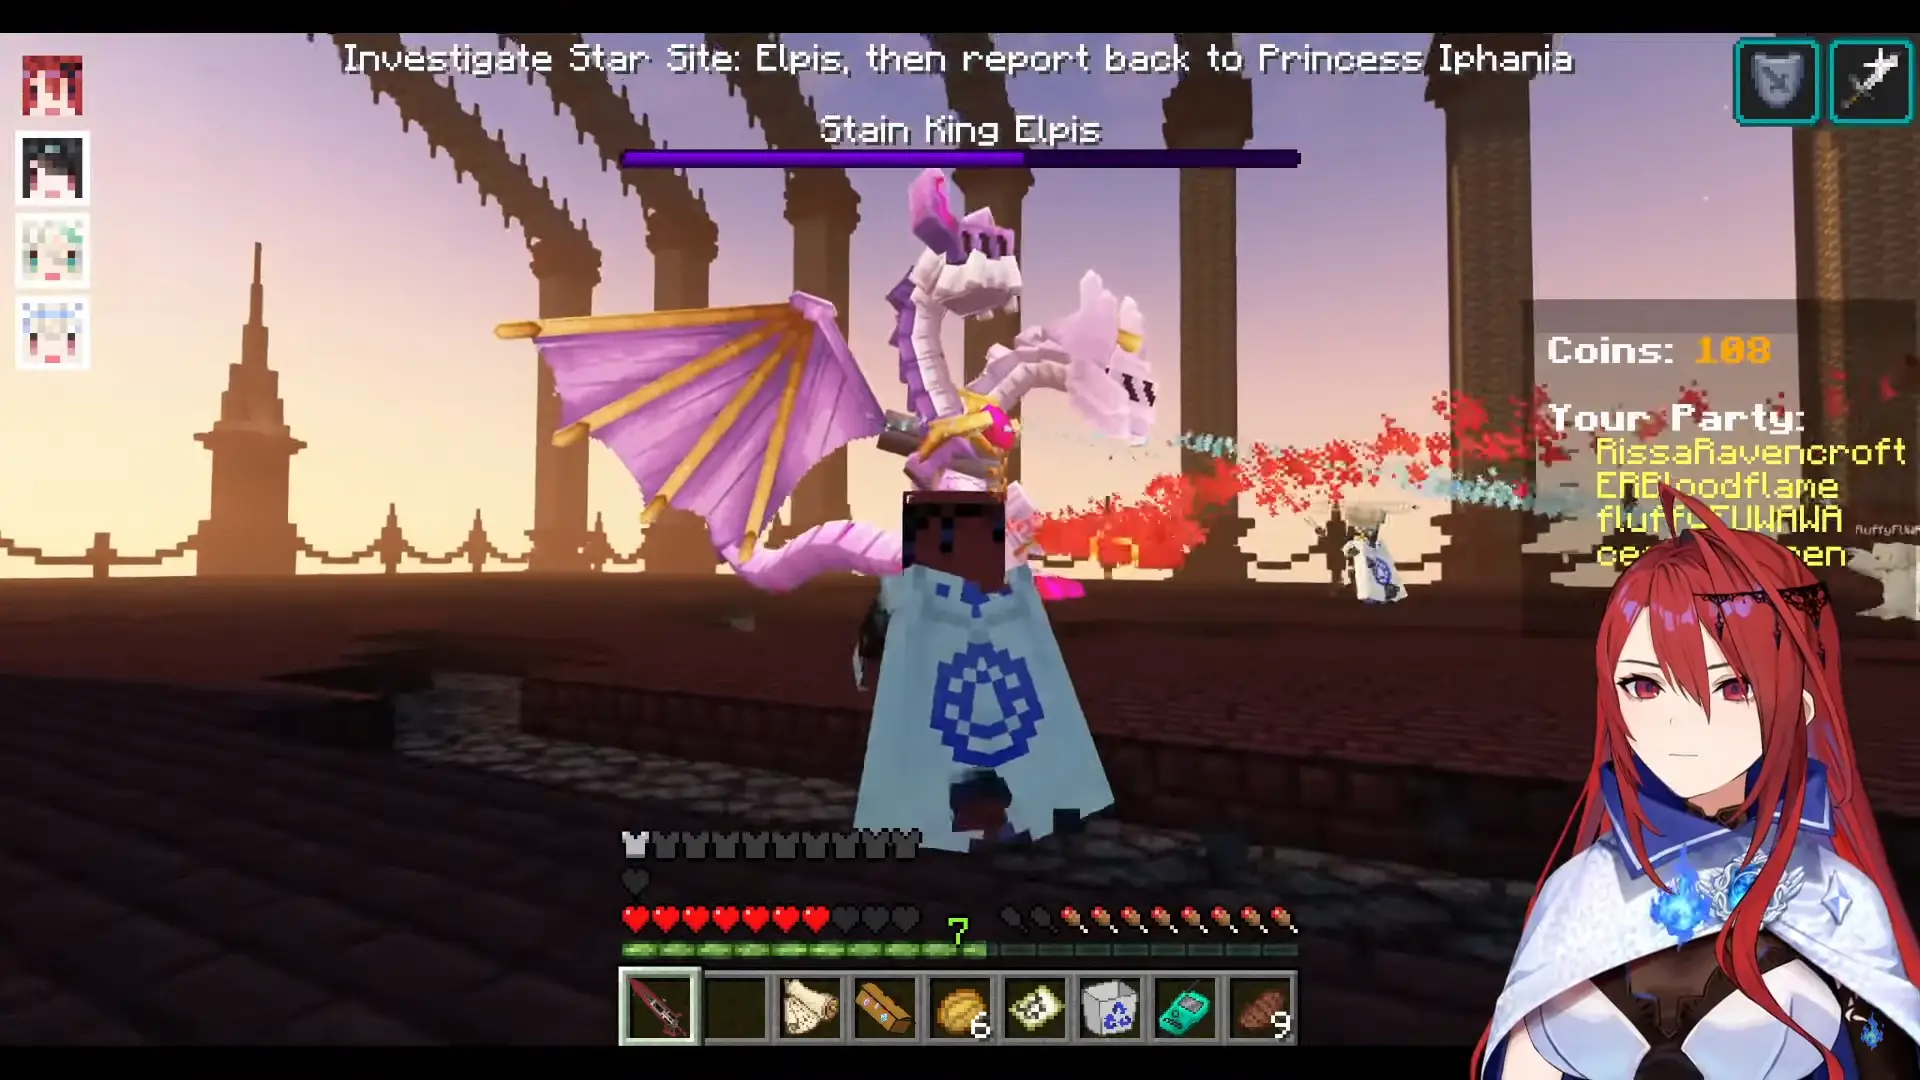 Investigate Star Site: Elpis, then report back to Princess Iphania
Stain King Elpis
Coins: 108
Your Party:
RissaRavencroft
ERBloodflame
fluffyFUWAWA
7
6
9